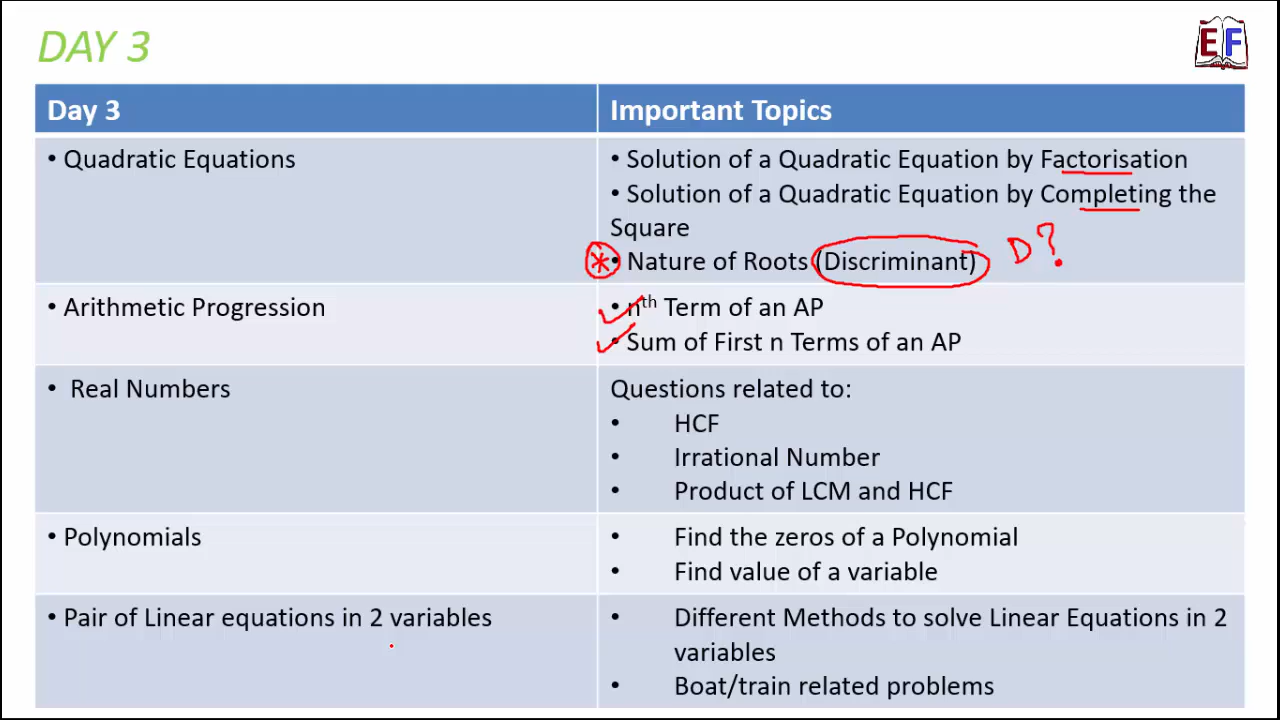 DAY 3
EF
Day 3
Important Topics
• Quadratic Equations
• Solution of a Quadratic Equation by Factorisation
• Solution of a Quadratic Equation by Completing the
Square
* • Nature of Roots (Discriminant) D?
• Arithmetic Progression
• nth Term of an AP
• Sum of First n Terms of an AP
• Real Numbers
Questions related to:
• HCF
• Irrational Number
• Product of LCM and HCF
• Polynomials
• Find the zeros of a Polynomial
• Find value of a variable
• Pair of Linear equations in 2 variables
• Different Methods to solve Linear Equations in 2
variables
• Boat/train related problems